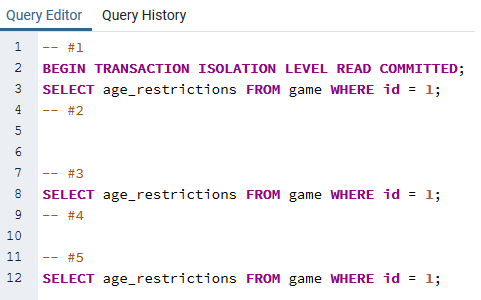 Query Editor Query History
1 -- #1
2 BEGIN TRANSACTION ISOLATION LEVEL READ COMMITTED;
3 SELECT age_restrictions FROM game WHERE id = 1;
4 -- #2
5
6
7 -- #3
8 SELECT age_restrictions FROM game WHERE id = 1;
9 -- #4
10
11 -- #5
12 SELECT age_restrictions FROM game WHERE id = 1;